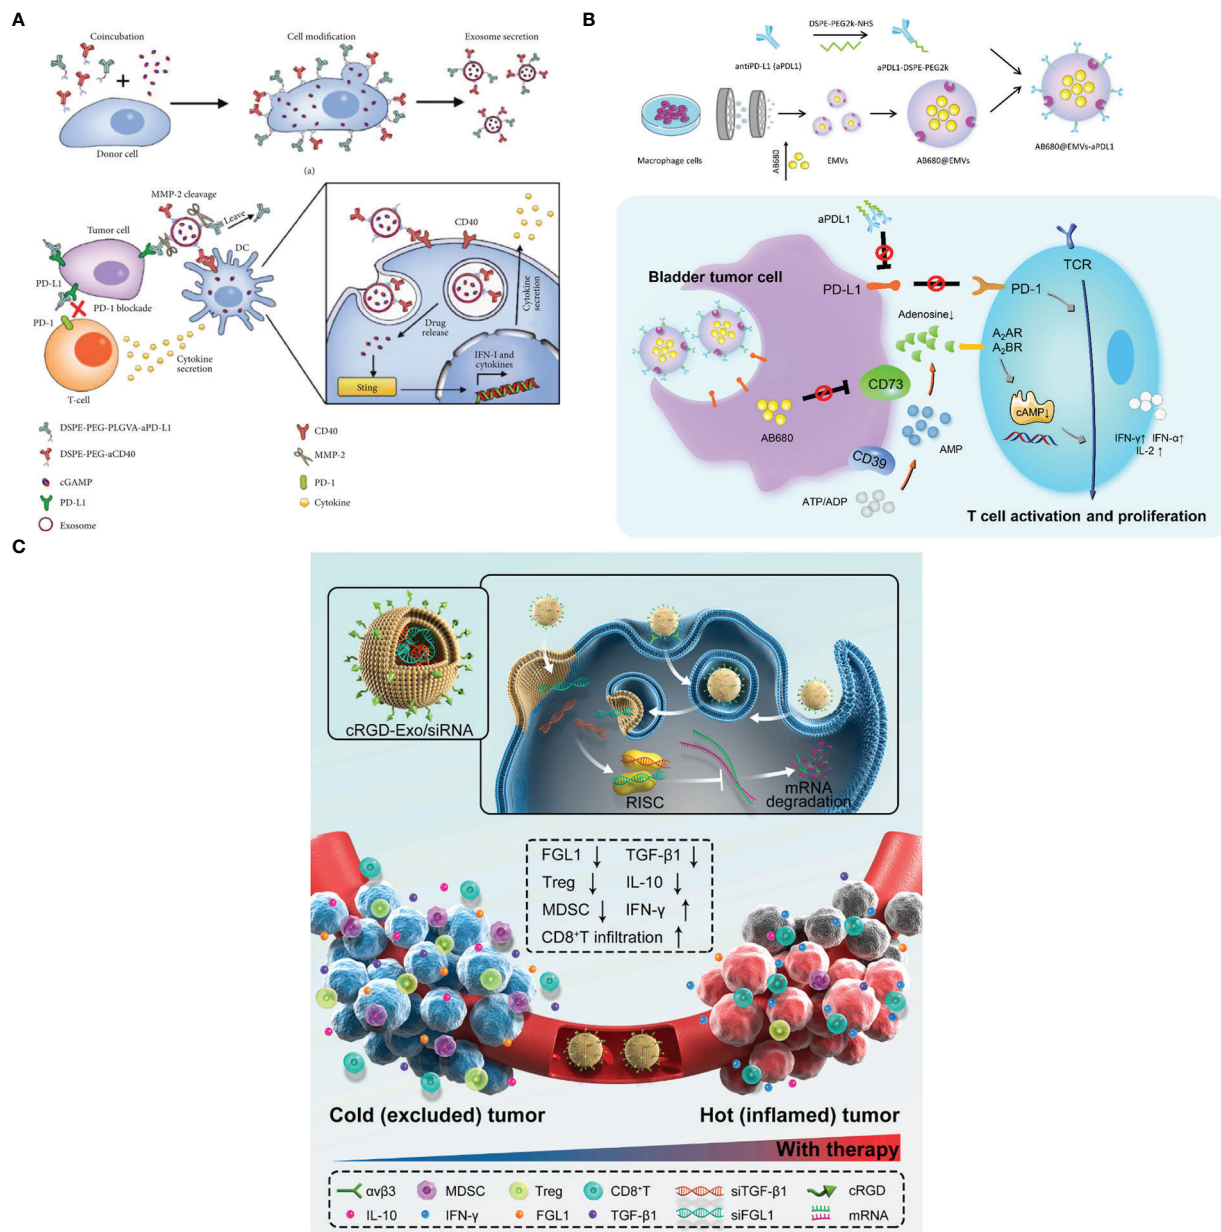 A
Coincubation
Cell modification
Exosome secretion
Donor cell
(a)
MMP-2 cleavage
Leave
Tumor cell
DC
PD-L1
PD-1 blockade
PD-1
Cytokine
secretion
T-cell
CD40
Cytokine
secretion
Drug
release
IFN-I and
cytokines
Sting
DSPE-PEG-PLGVA-aPD-L1
DSPE-PEG-aCD40
cGAMP
PD-L1
Exosome
CD40
MMP-2
PD-1
Cytokine
B
DSPE-PEG2k-NHS
antiPD-L1 (aPDL1)
aPDL1-DSPE-PEG2k
Macrophage cells
AB680
EMVs
AB680@EMVs
AB680@EMVs-aPDL1
aPDL1
TCR
Bladder tumor cell
PD-L1
PD-1
Adenosine↓
A₂AR
A₂BR
CD73
cAMP↓
AB680
AMP
IFN-γ↑ IFN-α↑
IL-2 ↑
CD39
ATP/ADP
T cell activation and proliferation
C
cRGD-Exo/siRNA
RISC
mRNA
degradation
FGL1 ↓ TGF-β1 ↓
Treg ↓ IL-10 ↓
MDSC ↓ IFN-γ ↑
CD8⁺T infiltration ↑
Cold (excluded) tumor
Hot (inflamed) tumor
With therapy
αvβ3 MDSC Treg CD8⁺T siTGF-β1 cRGD
IL-10 IFN-γ FGL1 TGF-β1 siFGL1 mRNA